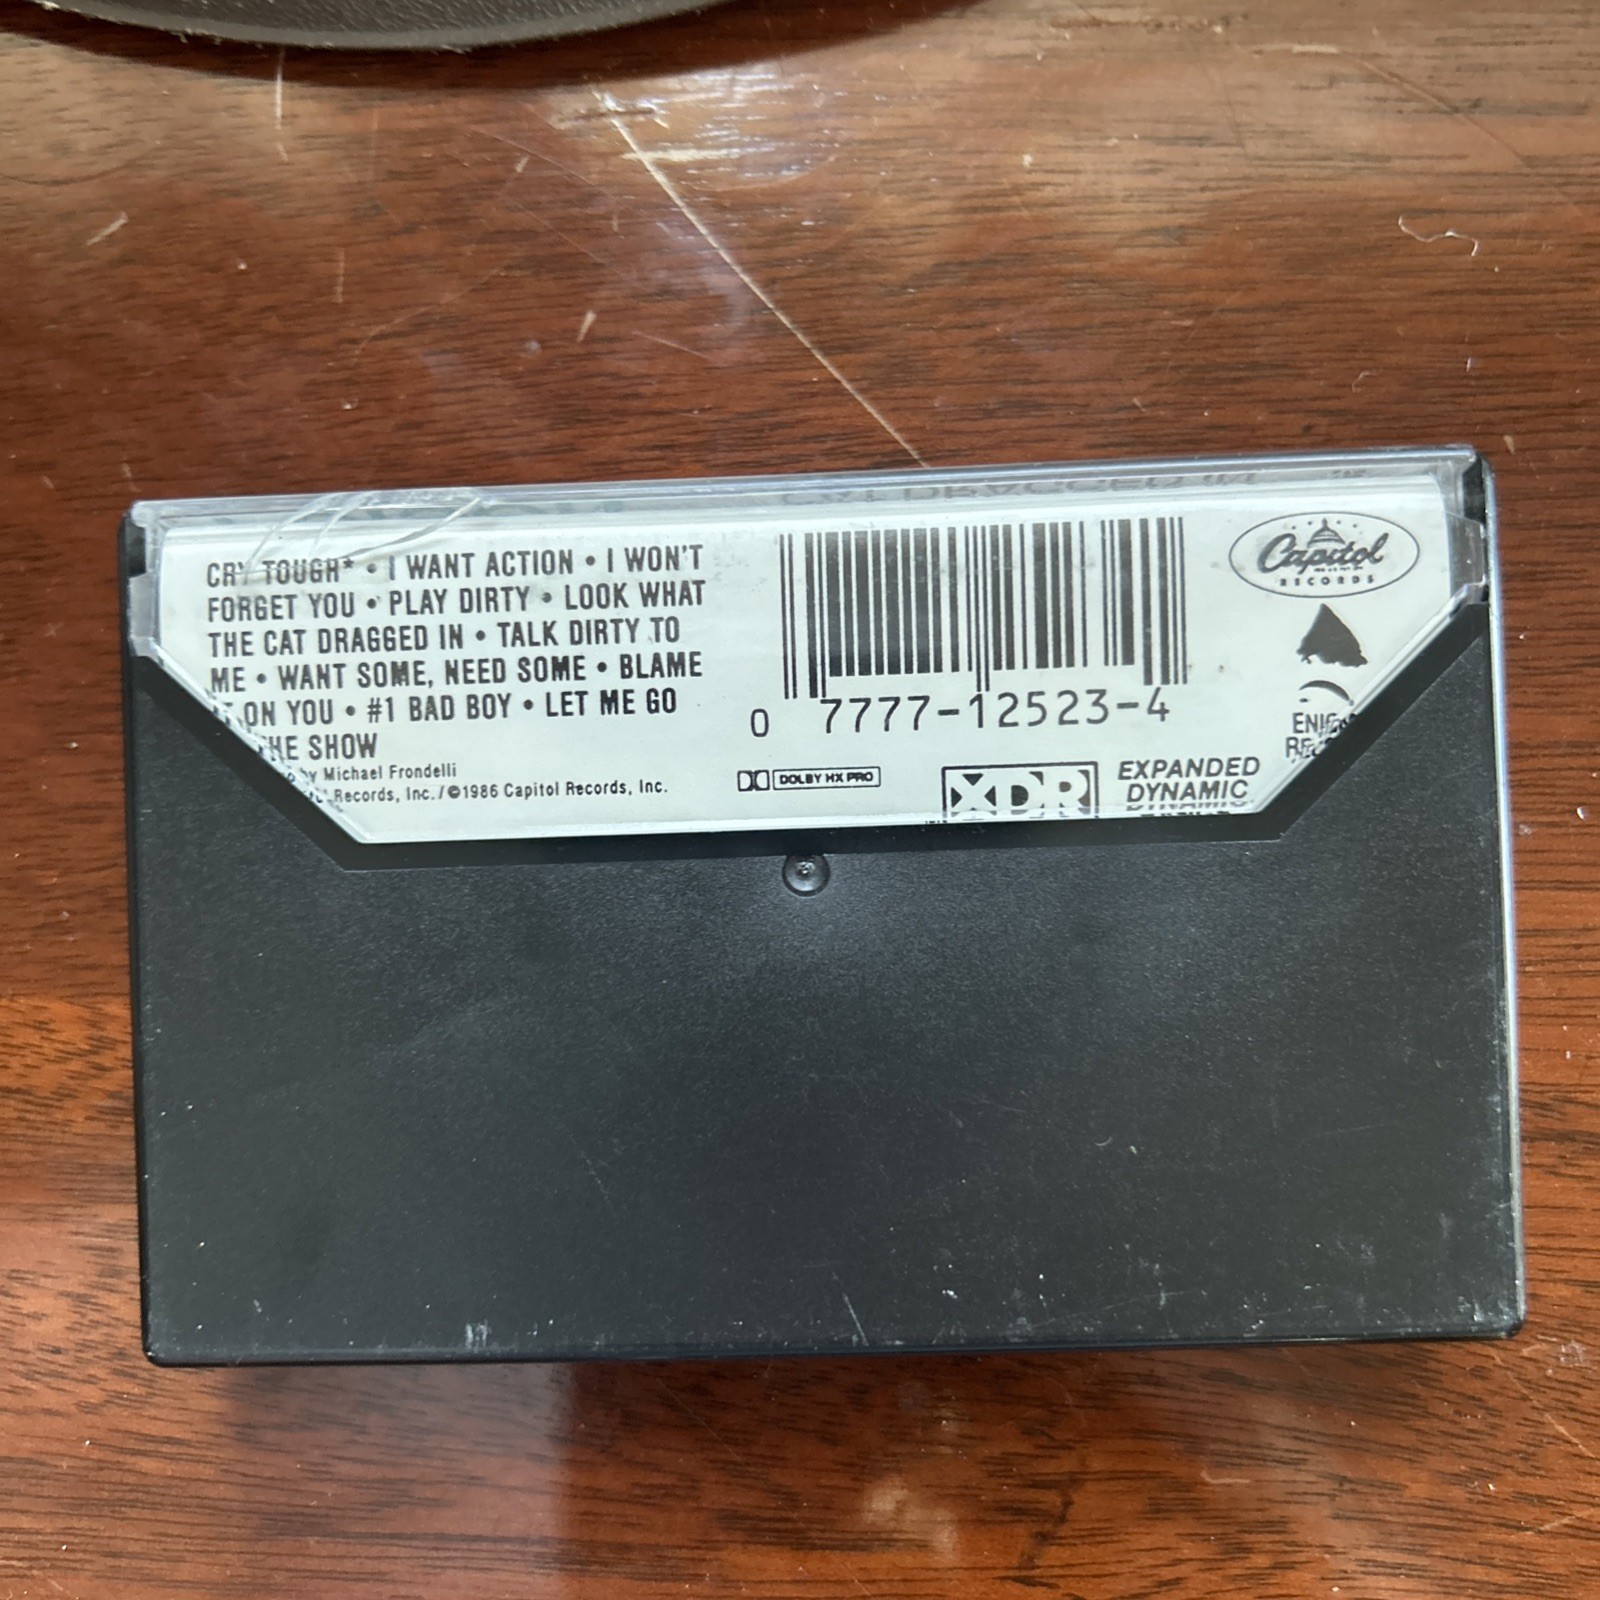 CRY TOUGH* • I WANT ACTION • I WON'T
FORGET YOU • PLAY DIRTY • LOOK WHAT
THE CAT DRAGGED IN • TALK DIRTY TO
ME • WANT SOME, NEED SOME • BLAME
IT ON YOU • #1 BAD BOY • LET ME GO
THE SHOW
by Michael Frondelli
Records, Inc./©1986 Capitol Records, Inc.
0 7777-12523-4
DOLBY HX PRO
XDR
EXPANDED
DYNAMIC
Capitol
RECORDS